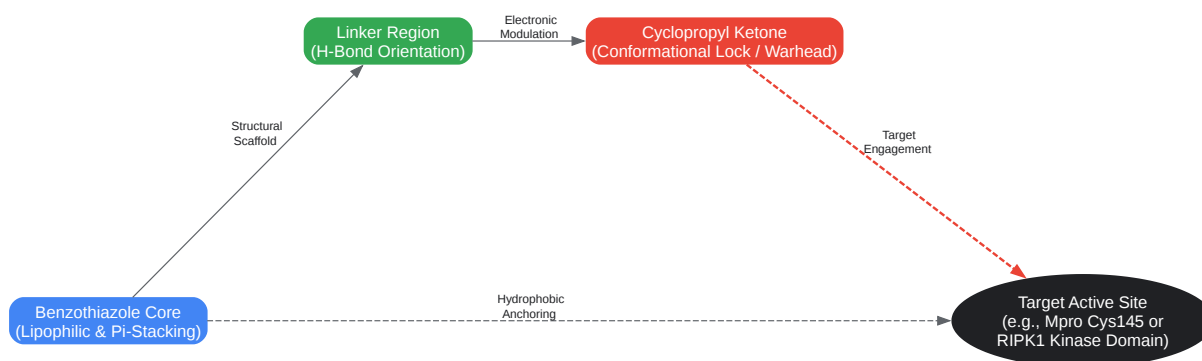 Electronic
Modulation
Linker Region
(H-Bond Orientation)
Cyclopropyl Ketone
(Conformational Lock / Warhead)
Structural
Scaffold
Target
Engagement
Hydrophobic
Anchoring
Benzothiazole Core
(Lipophilic & Pi-Stacking)
Target Active Site
(e.g., Mpro Cys145 or
RIPK1 Kinase Domain)